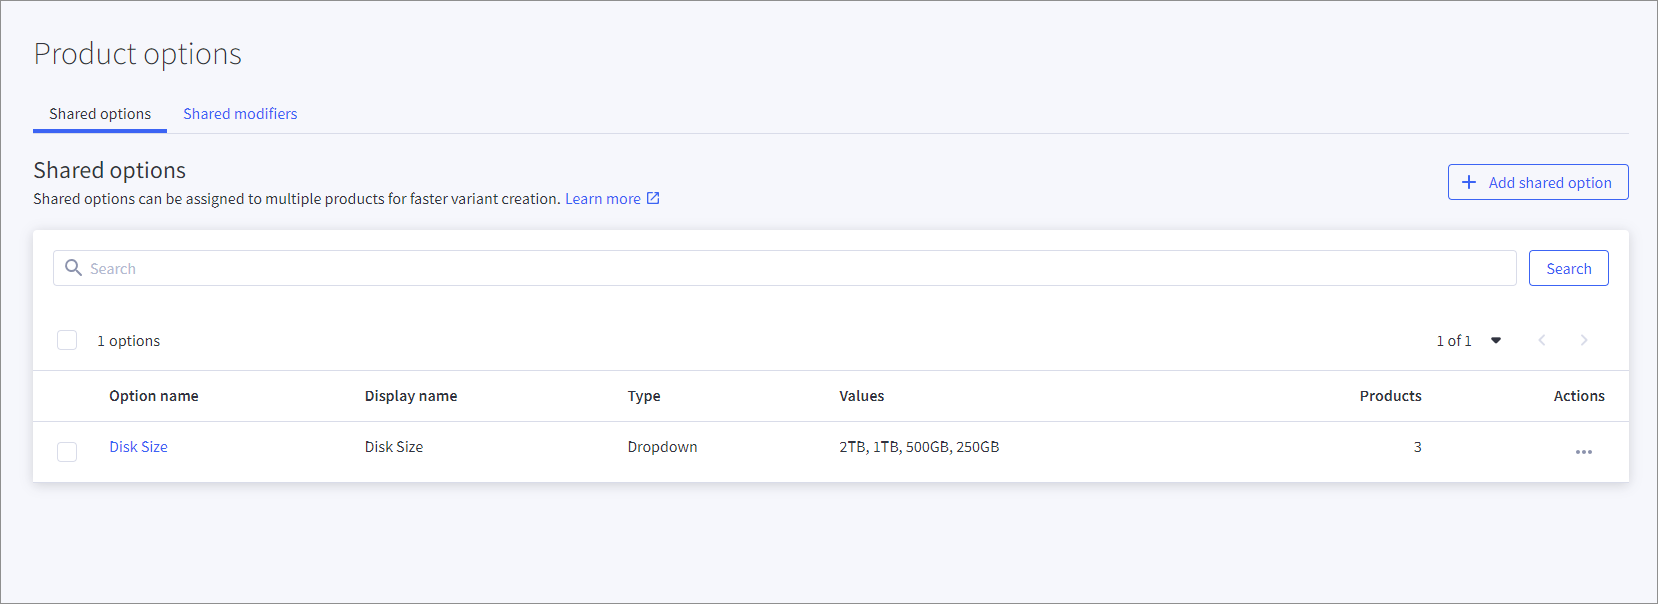 Product options
Shared options Shared modifiers
Shared options
Shared options can be assigned to multiple products for faster variant creation. Learn more
Add shared option
Search Search
1 options 1 of 1
Option name Display name Type Values Products Actions
Disk Size Disk Size Dropdown 2TB, 1TB, 500GB, 250GB 3